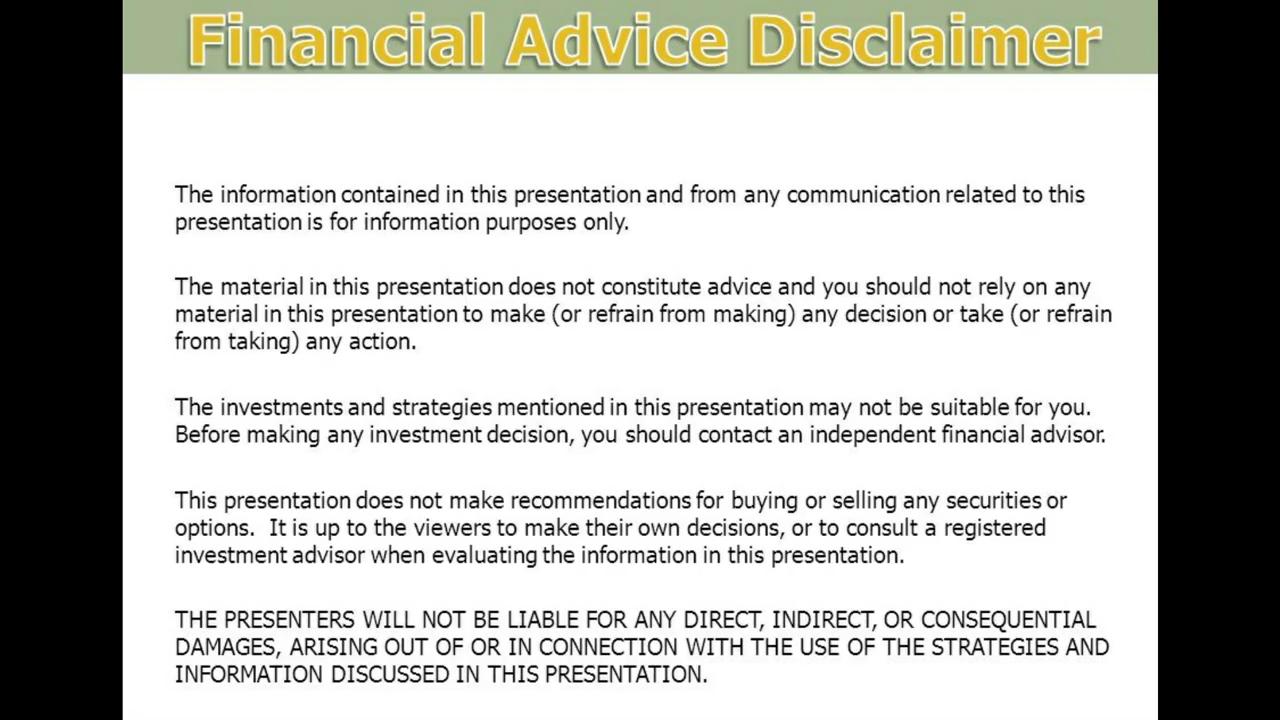 Financial Advice Disclaimer
The information contained in this presentation and from any communication related to this
presentation is for information purposes only.
The material in this presentation does not constitute advice and you should not rely on any
material in this presentation to make (or refrain from making) any decision or take (or refrain
from taking) any action.
The investments and strategies mentioned in this presentation may not be suitable for you.
Before making any investment decision, you should contact an independent financial advisor.
This presentation does not make recommendations for buying or selling any securities or
options.  It is up to the viewers to make their own decisions, or to consult a registered
investment advisor when evaluating the information in this presentation.
THE PRESENTERS WILL NOT BE LIABLE FOR ANY DIRECT, INDIRECT, OR CONSEQUENTIAL
DAMAGES, ARISING OUT OF OR IN CONNECTION WITH THE USE OF THE STRATEGIES AND
INFORMATION DISCUSSED IN THIS PRESENTATION.